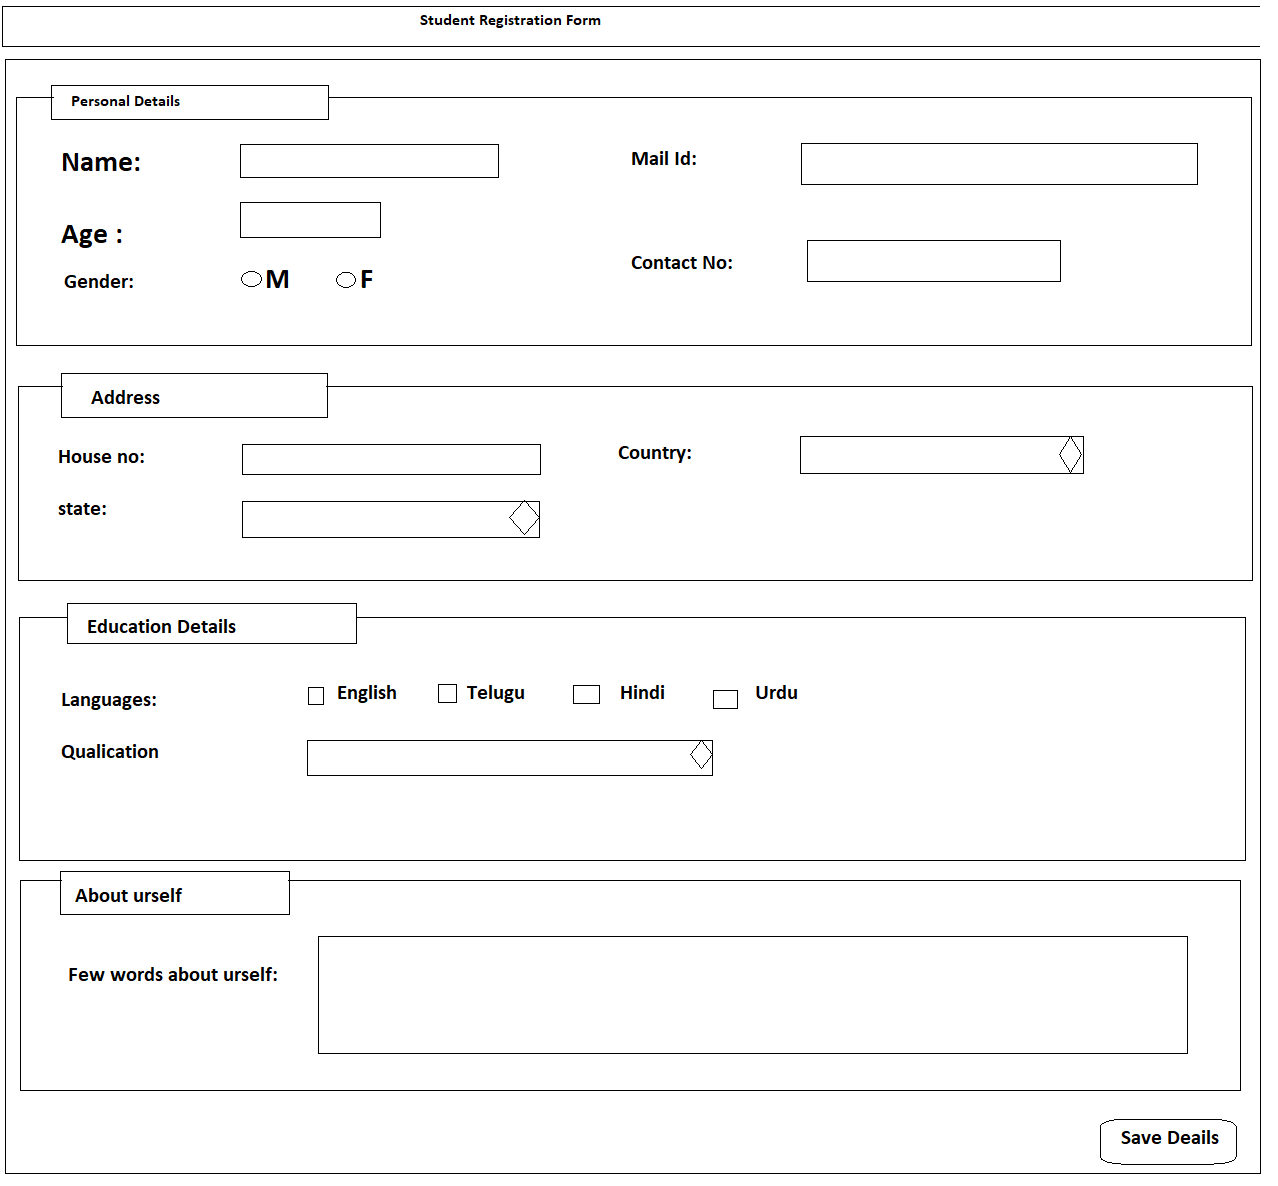 Student Registration Form
Personal Details
Name:
Mail Id:
Age :
Contact No:
Gender:
M
F
Address
House no:
Country:
state:
Education Details
Languages:
English
Telugu
Hindi
Urdu
Qualication
About urself
Few words about urself:
Save Deails